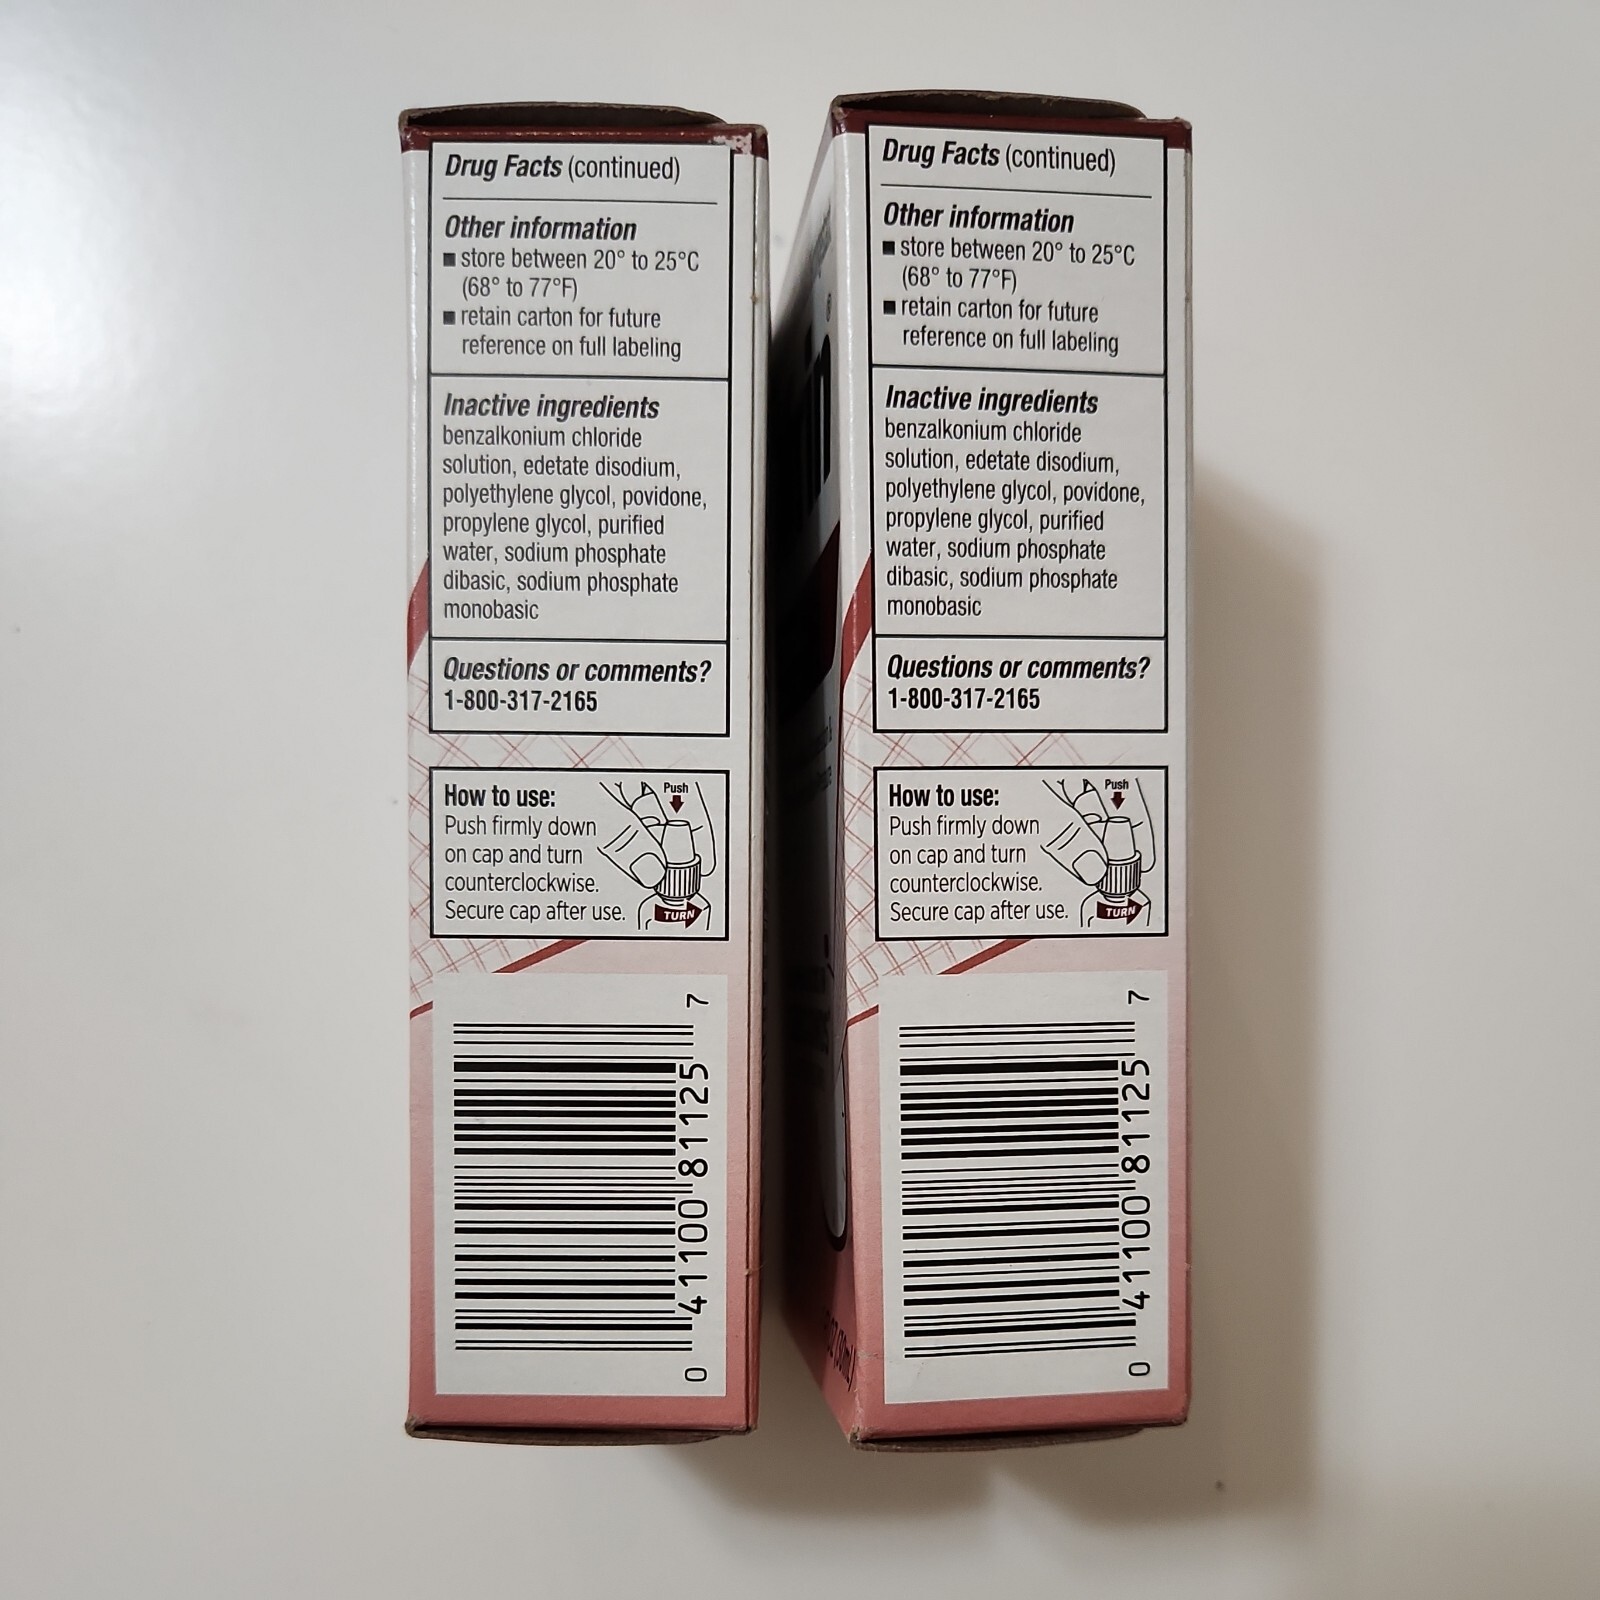 Drug Facts (continued)
Other information
■ store between 20° to 25°C
(68° to 77°F)
■ retain carton for future
reference on full labeling
Inactive ingredients
benzalkonium chloride
solution, edetate disodium,
polyethylene glycol, povidone,
propylene glycol, purified
water, sodium phosphate
dibasic, sodium phosphate
monobasic
Questions or comments?
1-800-317-2165
How to use:
Push firmly down
on cap and turn
counterclockwise.
Secure cap after use.
Push
TURN
0 41100 81125 7
Drug Facts (continued)
Other information
■ store between 20° to 25°C
(68° to 77°F)
■ retain carton for future
reference on full labeling
Inactive ingredients
benzalkonium chloride
solution, edetate disodium,
polyethylene glycol, povidone,
propylene glycol, purified
water, sodium phosphate
dibasic, sodium phosphate
monobasic
Questions or comments?
1-800-317-2165
How to use:
Push firmly down
on cap and turn
counterclockwise.
Secure cap after use.
Push
TURN
0 41100 81125 7
(30mL)